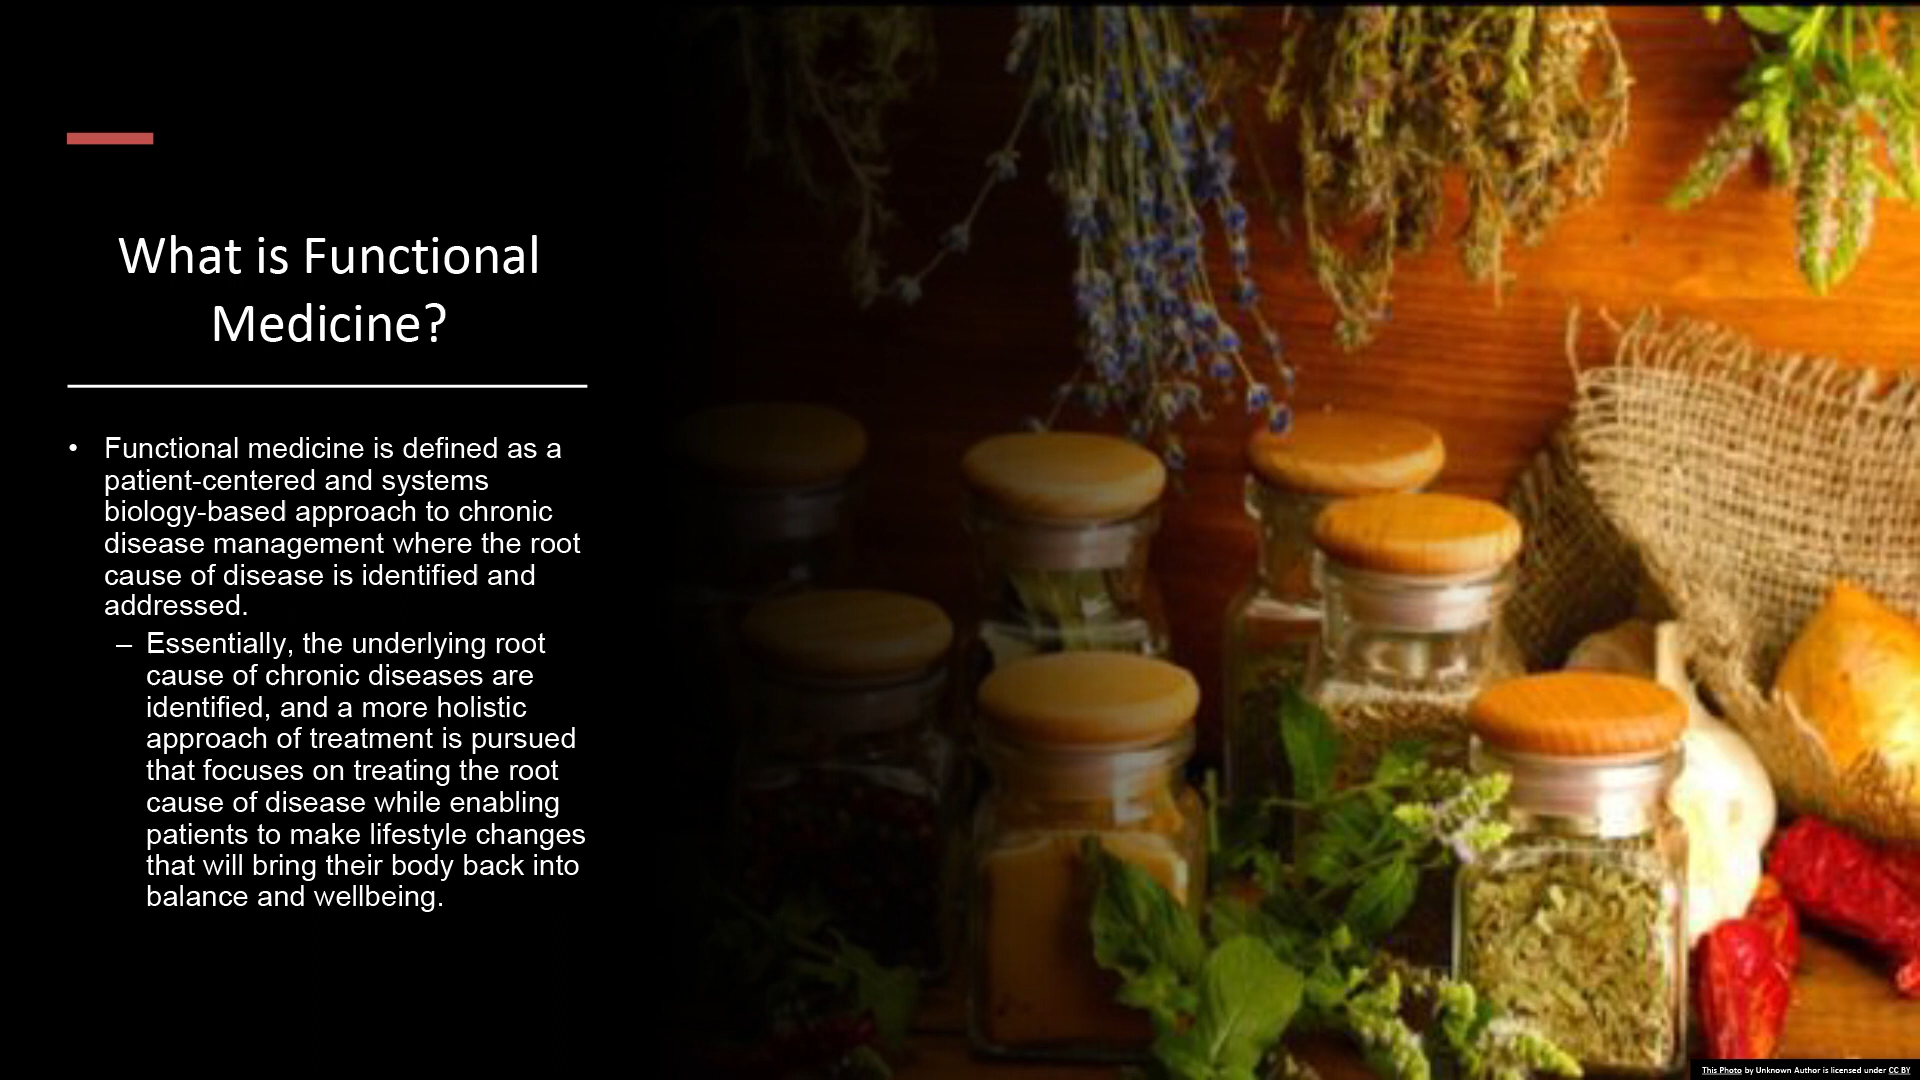 What is Functional
Medicine?
• Functional medicine is defined as a
patient-centered and systems
biology-based approach to chronic
disease management where the root
cause of disease is identified and
addressed.
– Essentially, the underlying root
cause of chronic diseases are
identified, and a more holistic
approach of treatment is pursued
that focuses on treating the root
cause of disease while enabling
patients to make lifestyle changes
that will bring their body back into
balance and wellbeing.
This Photo by Unknown Author is licensed under CC BY